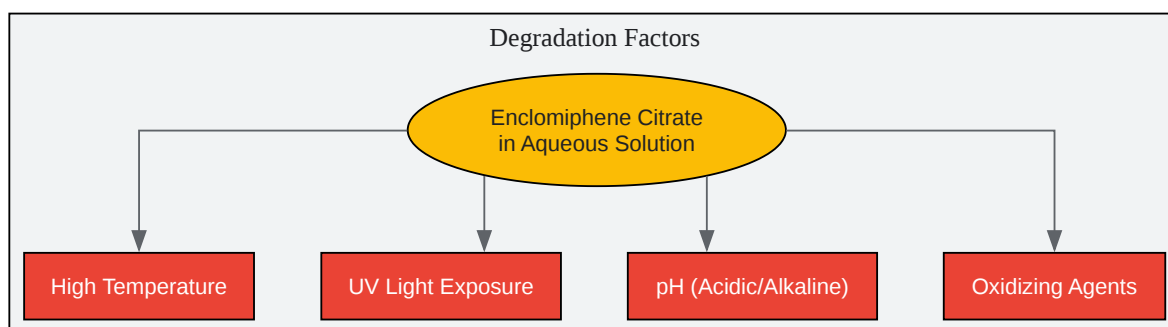 Degradation Factors
Enclomiphene Citrate
in Aqueous Solution
High Temperature
UV Light Exposure
pH (Acidic/Alkaline)
Oxidizing Agents